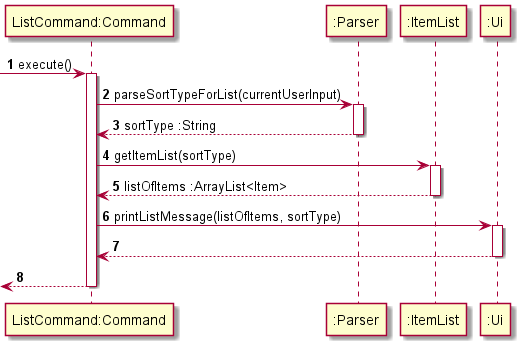 ListCommand:Command :Parser :ItemList :Ui
1 execute()
2 parseSortTypeForList(currentUserInput)
3 sortType :String
4 getItemList(sortType)
5 listOfItems :ArrayList<Item>
6 printListMessage(listOfItems, sortType)
7
8
ListCommand:Command :Parser :ItemList :Ui